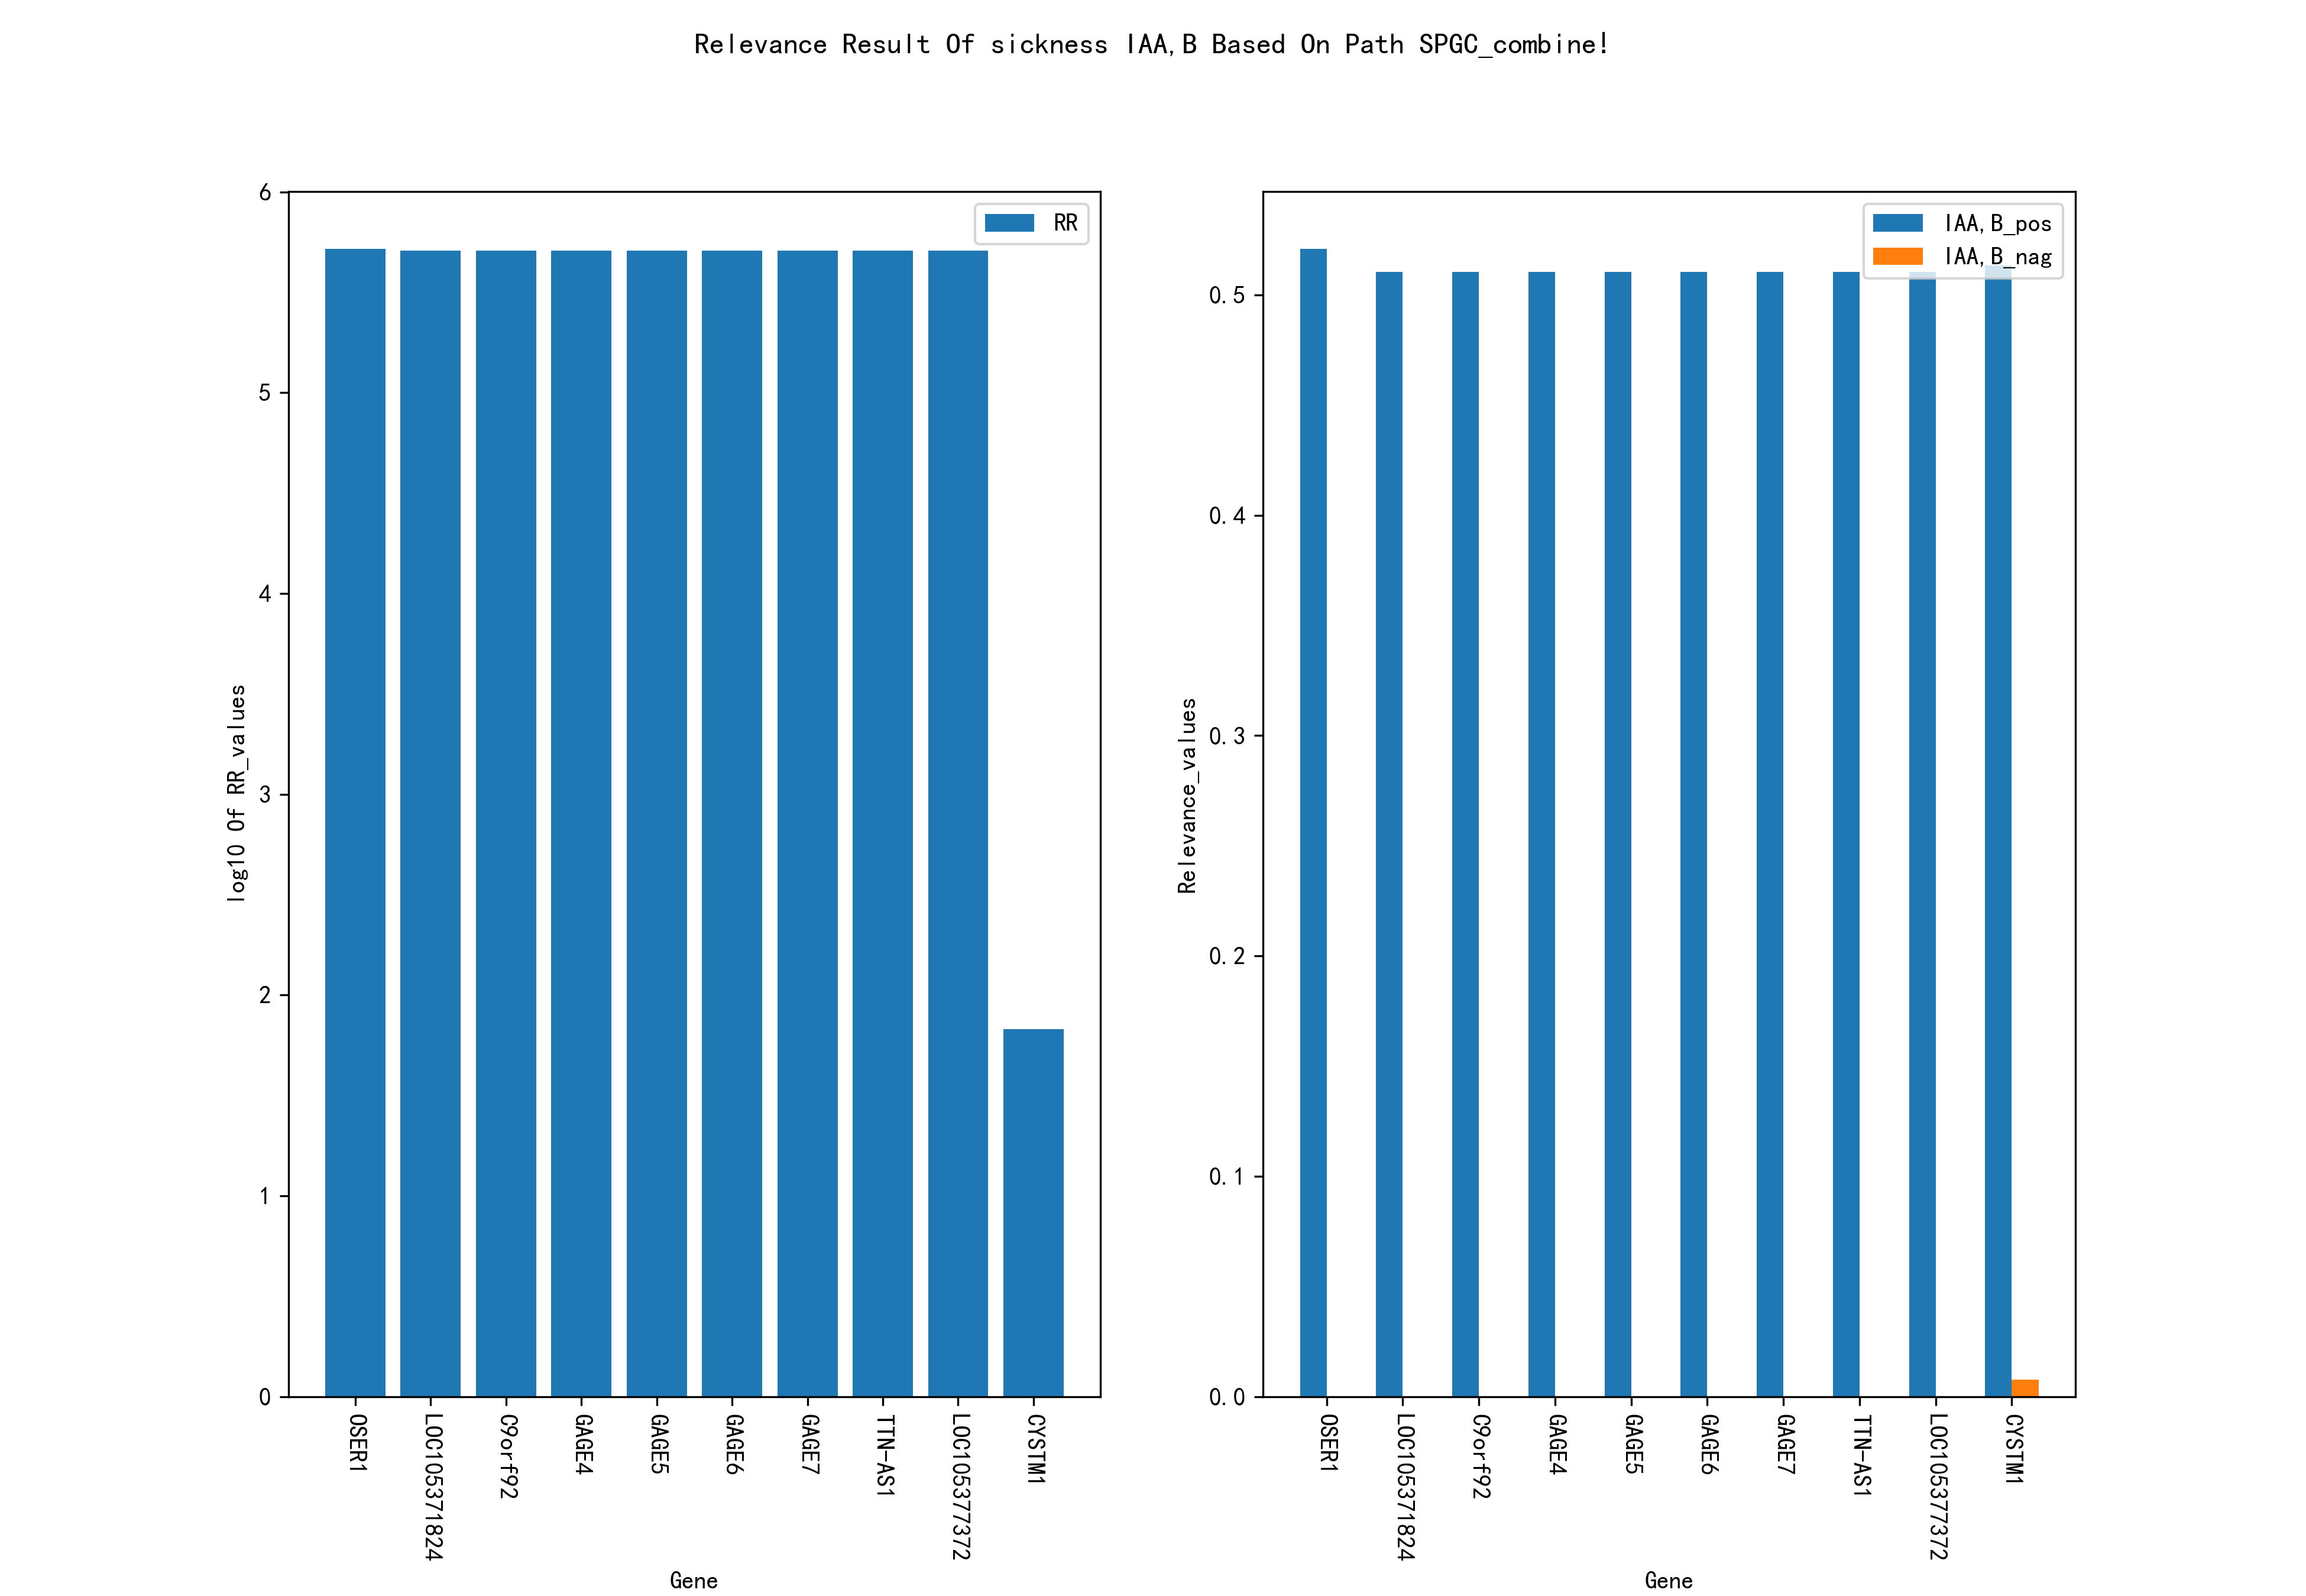 Relevance Result Of sickness IAA,B Based On Path SPGC_combine!
6
5
4
3
2
1
0
log10 Of RR_values
RR
OSER1
LOC105371824
C9orf92
GAGE4
GAGE5
GAGE6
GAGE7
TTN-AS1
LOC105377372
CYSTM1
Gene
0.5
0.4
0.3
0.2
0.1
0.0
Relevance_values
IAA,B_pos
IAA,B_nag
OSER1
LOC105371824
C9orf92
GAGE4
GAGE5
GAGE6
GAGE7
TTN-AS1
LOC105377372
CYSTM1
Gene